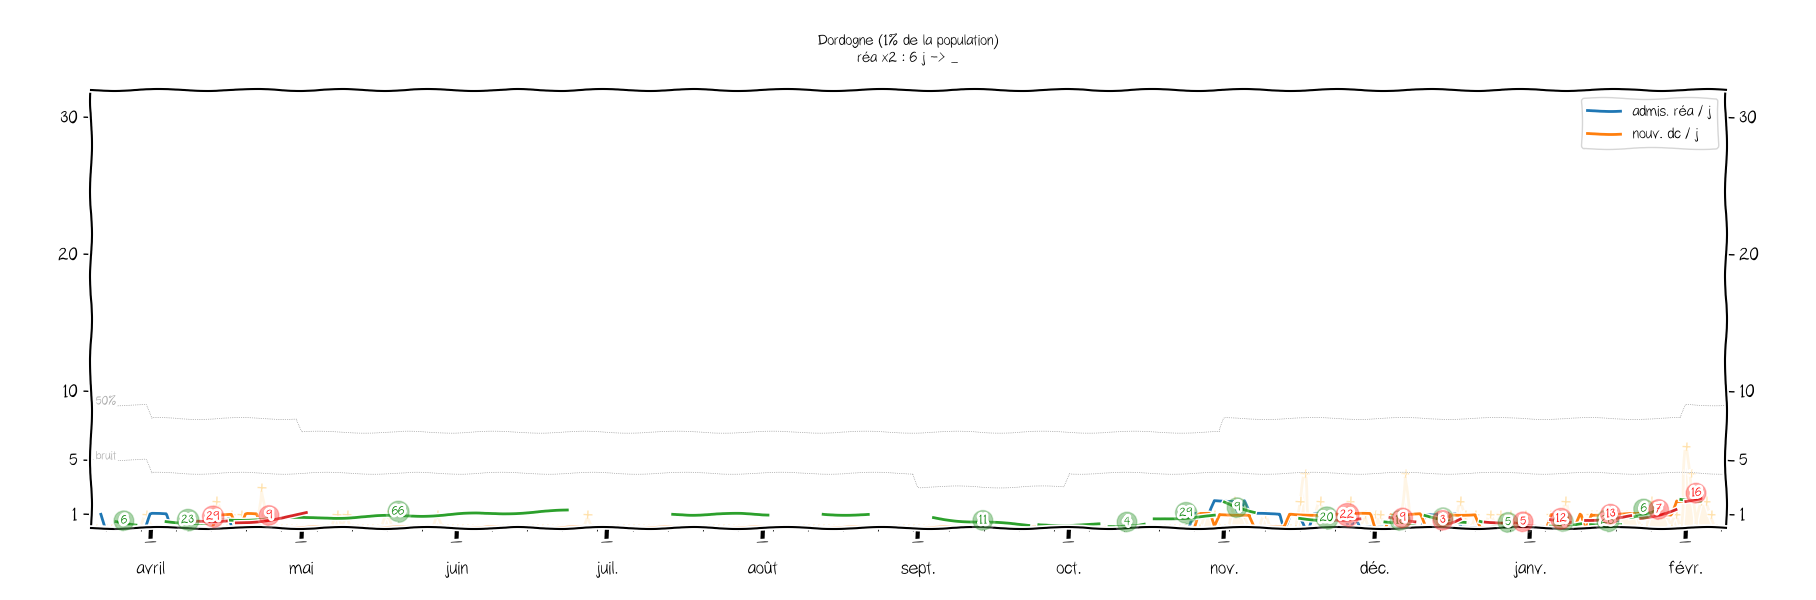 Dordogne (1% de la population)
réa x2 : 6 j -> _
30
30
admis. réa / j
nouv. dc / j
20
20
10
10
50%
bruit
5
5
1
1
6
23
29
9
66
11
4
29
9
20
22
9
3
5
5
12
13
6
7
16
avril
mai
juin
juil.
août
sept.
oct.
nov.
déc.
janv.
févr.